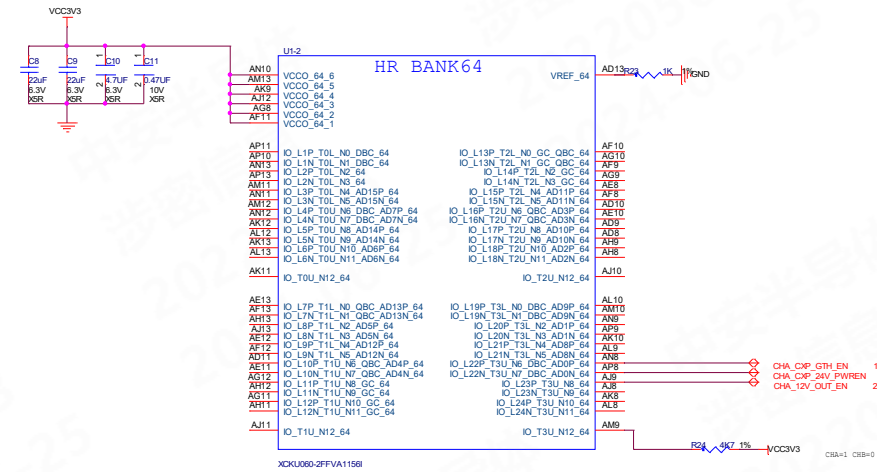 VCC3V3
U1-2
HR BANK64
C8
C9
C10
C11
22uF
22uF
4.7UF
0.47UF
6.3V
6.3V
6.3V
10V
X5R
X5R
X5R
X5R
1
1
2
2
AN10 VCCO_64_6
AM13 VCCO_64_5
AK9 VCCO_64_4
AJ12 VCCO_64_3
AG8 VCCO_64_2
AF11 VCCO_64_1
VREF_64 AD13
R23 1K 1% GND
AP11 IO_L1P_T0L_N0_DBC_64
AP10 IO_L1N_T0L_N1_DBC_64
AN13 IO_L2P_T0L_N2_64
AP13 IO_L2N_T0L_N3_64
AM11 IO_L3P_T0L_N4_AD15P_64
AN11 IO_L3N_T0L_N5_AD15N_64
AM12 IO_L4P_T0U_N6_DBC_AD7P_64
AN12 IO_L4N_T0U_N7_DBC_AD7N_64
AK12 IO_L5P_T0U_N8_AD14P_64
AL12 IO_L5N_T0U_N9_AD14N_64
AK13 IO_L6P_T0U_N10_AD6P_64
AL13 IO_L6N_T0U_N11_AD6N_64
AK11 IO_T0U_N12_64
IO_L13P_T2L_N0_GC_QBC_64 AF10
IO_L13N_T2L_N1_GC_QBC_64 AG10
IO_L14P_T2L_N2_GC_64 AF9
IO_L14N_T2L_N3_GC_64 AG9
IO_L15P_T2L_N4_AD11P_64 AE8
IO_L15N_T2L_N5_AD11N_64 AF8
IO_L16P_T2U_N6_QBC_AD3P_64 AD10
IO_L16N_T2U_N7_QBC_AD3N_64 AE10
IO_L17P_T2U_N8_AD10P_64 AD9
IO_L17N_T2U_N9_AD10N_64 AD8
IO_L18P_T2U_N10_AD2P_64 AH9
IO_L18N_T2U_N11_AD2N_64 AH8
IO_T2U_N12_64 AJ10
AE13 IO_L7P_T1L_N0_QBC_AD13P_64
AF13 IO_L7N_T1L_N1_QBC_AD13N_64
AH13 IO_L8P_T1L_N2_AD5P_64
AJ13 IO_L8N_T1L_N3_AD5N_64
AE12 IO_L9P_T1L_N4_AD12P_64
AF12 IO_L9N_T1L_N5_AD12N_64
AD11 IO_L10P_T1U_N6_QBC_AD4P_64
AE11 IO_L10N_T1U_N7_QBC_AD4N_64
AG12 IO_L11P_T1U_N8_GC_64
AH12 IO_L11N_T1U_N9_GC_64
AG11 IO_L12P_T1U_N10_GC_64
AH11 IO_L12N_T1U_N11_GC_64
AJ11 IO_T1U_N12_64
IO_L19P_T3L_N0_DBC_AD9P_64 AL10
IO_L19N_T3L_N1_DBC_AD9N_64 AM10
IO_L20P_T3L_N2_AD1P_64 AN9
IO_L20N_T3L_N3_AD1N_64 AP9
IO_L21P_T3L_N4_AD8P_64 AK10
IO_L21N_T3L_N5_AD8N_64 AL9
IO_L22P_T3U_N6_DBC_AD0P_64 AN8
IO_L22N_T3U_N7_DBC_AD0N_64 AP8
IO_L23P_T3U_N8_64 AJ9
IO_L23N_T3U_N9_64 AJ8
IO_L24P_T3U_N10_64 AK8
IO_L24N_T3U_N11_64 AL8
IO_T3U_N12_64 AM9
CHA_CXP_GTH_EN 1
CHA_CXP_24V_PWREN
CHA_12V_OUT_EN 2
R24 4K7 1% VCC3V3
CHA=1 CHB=0
XCKU060-2FFVA1156I